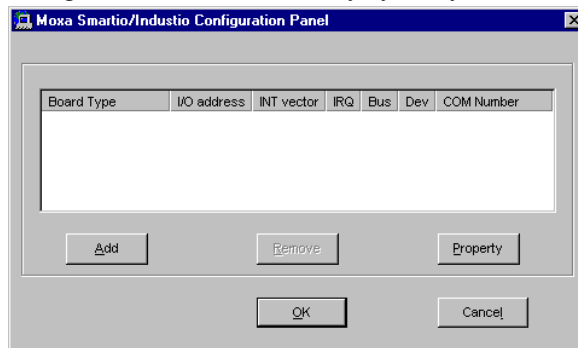 Moxa Smartio/Industio Configuration Panel
Board Type I/O address INT vector IRQ Bus Dev COM Number
Add Remove Property
OK Cancel